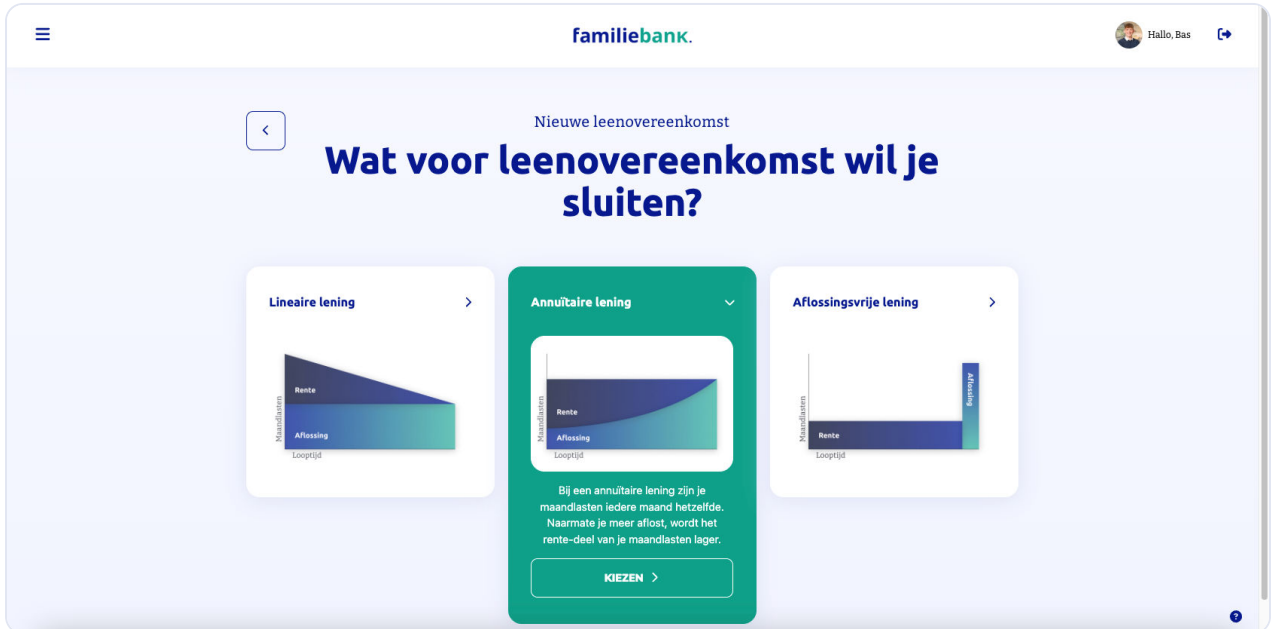 familiebank.
Hallo, Bas
Nieuwe leenovereenkomst
Wat voor leenovereenkomst wil je
sluiten?
Lineaire lening
Maandlasten
Rente
Aflossing
Looptijd
Annuïtaire lening
Maandlasten
Rente
Aflossing
Looptijd
Bij een annuïtaire lening zijn je
maandlasten iedere maand hetzelfde.
Naarmate je meer aflost, wordt het
rente-deel van je maandlasten lager.
KIEZEN
Aflossingsvrije lening
Maandlasten
Rente
Aflossing
Looptijd
?